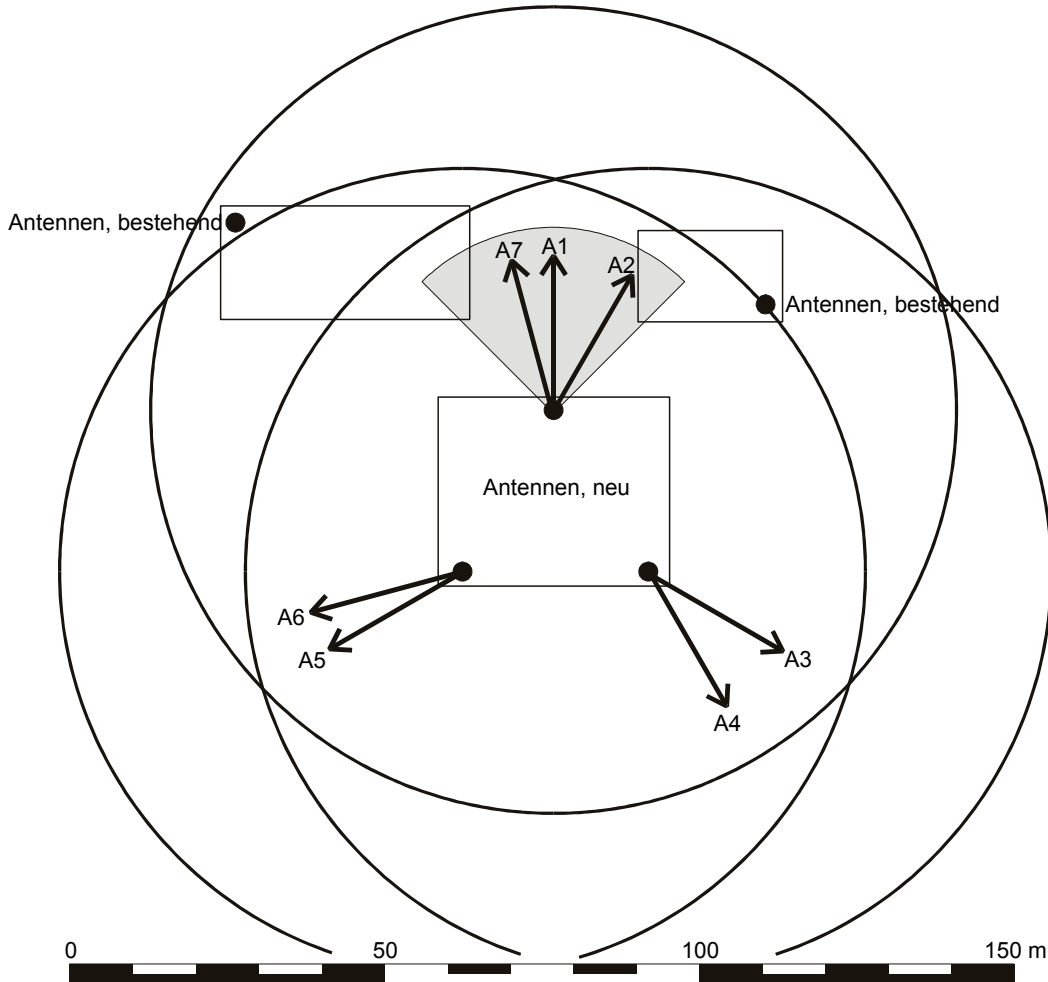 Antennen, bestehend
A7
A1
A2
Antennen, bestehend
Antennen, neu
A6
A5
A3
A4
0 50 100 150 m